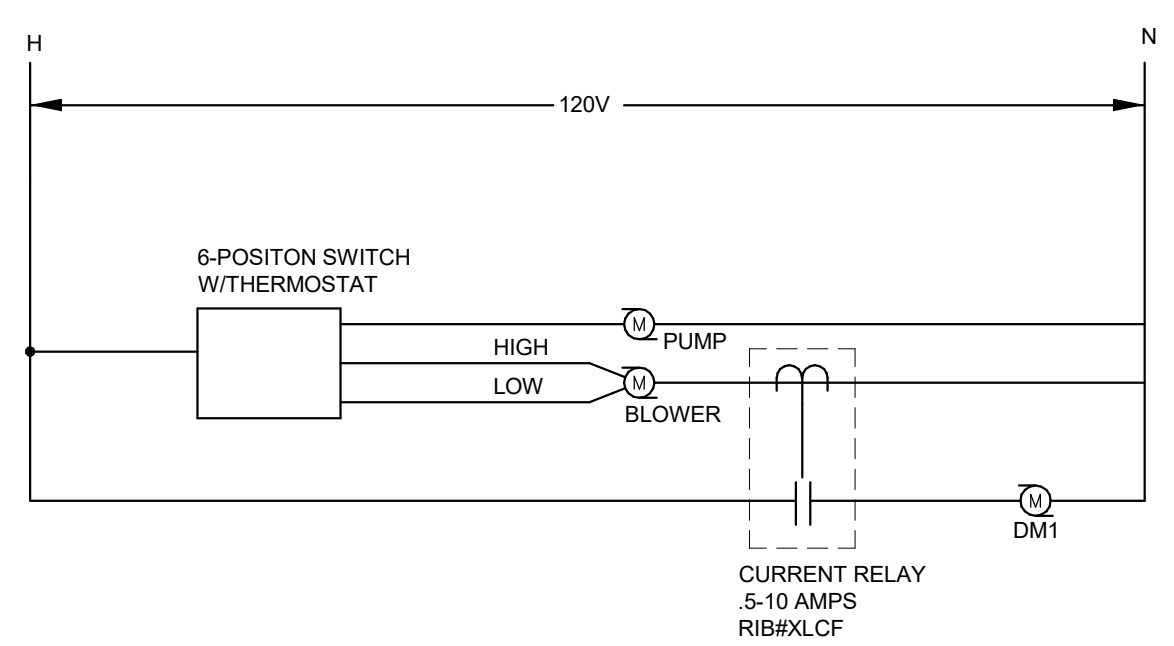 H
N
120V
6-POSITON SWITCH
W/THERMOSTAT
M
PUMP
HIGH
LOW
M
BLOWER
M
DM1
CURRENT RELAY
.5-10 AMPS
RIB#XLCF